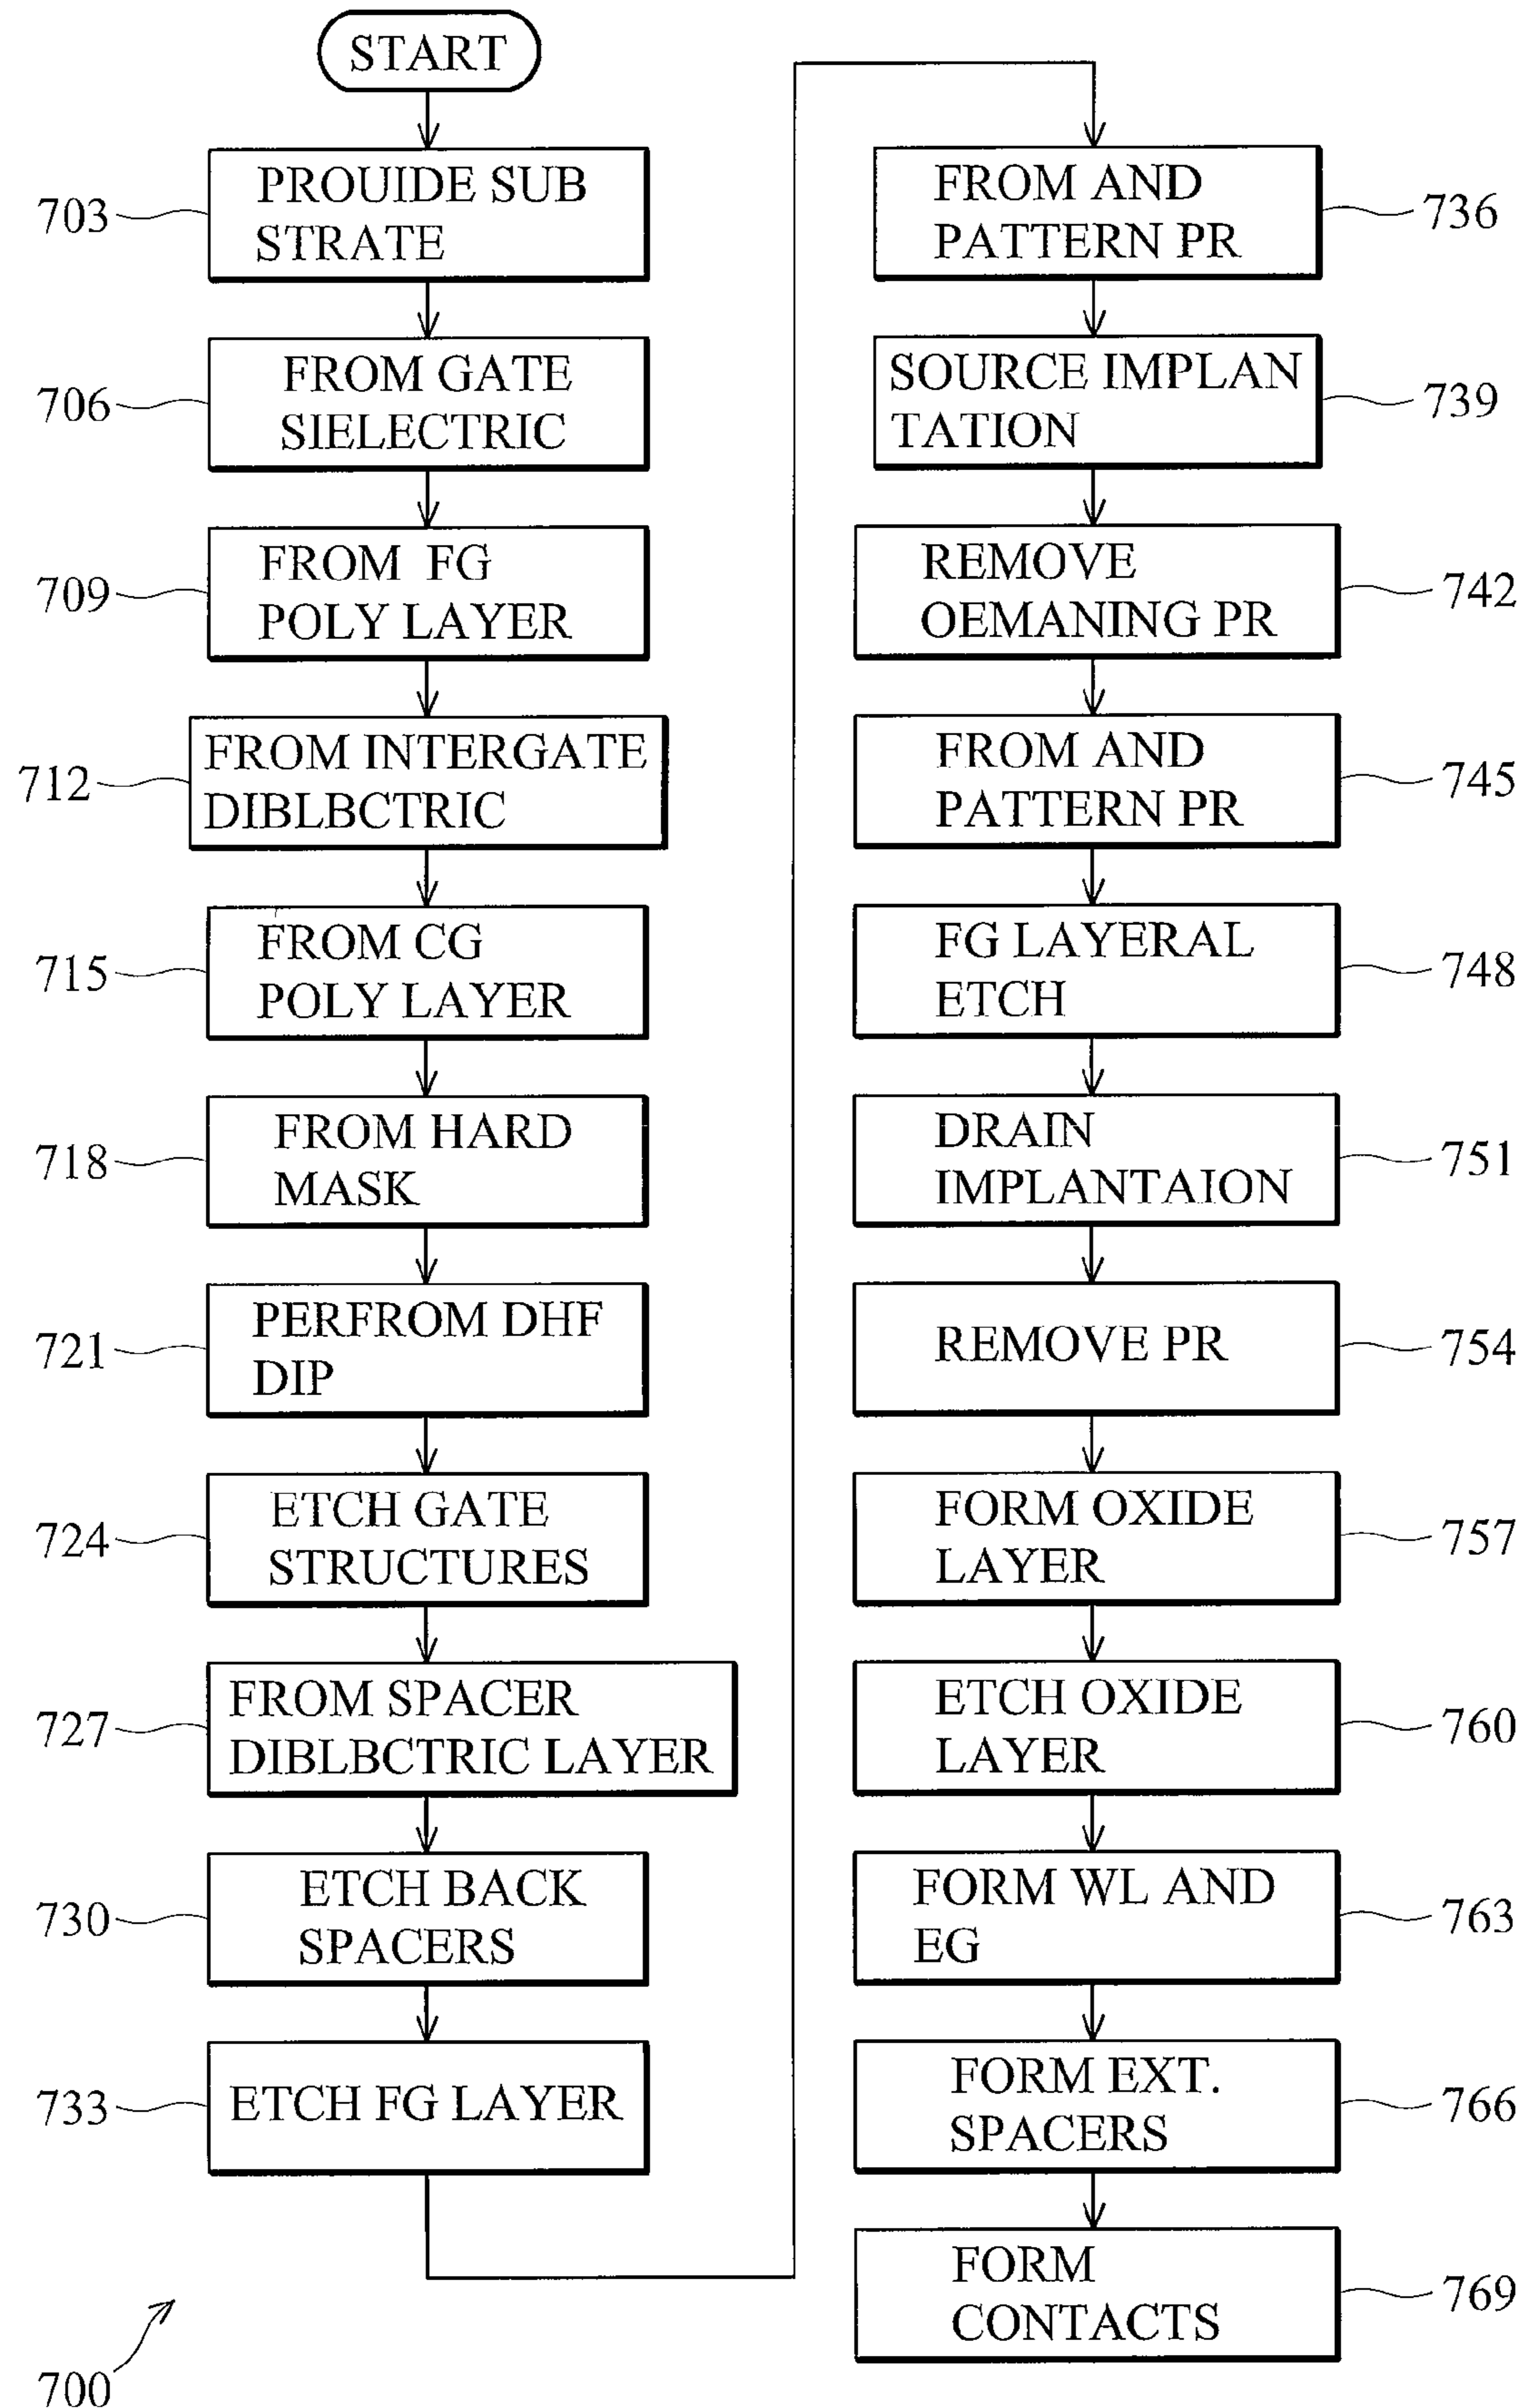 START
703
PROUIDE SUB
STRATE
706
FROM GATE
SIELECTRIC
709
FROM FG
POLY LAYER
712
FROM INTERGATE
DIBLBCTRIC
715
FROM CG
POLY LAYER
718
FROM HARD
MASK
721
PERFROM DHF
DIP
724
ETCH GATE
STRUCTURES
727
FROM SPACER
DIBLBCTRIC LAYER
730
ETCH BACK
SPACERS
733
ETCH FG LAYER
FROM AND
PATTERN PR
736
SOURCE IMPLAN
TATION
739
REMOVE
OEMANING PR
742
FROM AND
PATTERN PR
745
FG LAYERAL
ETCH
748
DRAIN
IMPLANTAION
751
REMOVE PR
754
FORM OXIDE
LAYER
757
ETCH OXIDE
LAYER
760
FORM WL AND
EG
763
FORM EXT.
SPACERS
766
FORM
CONTACTS
769
700